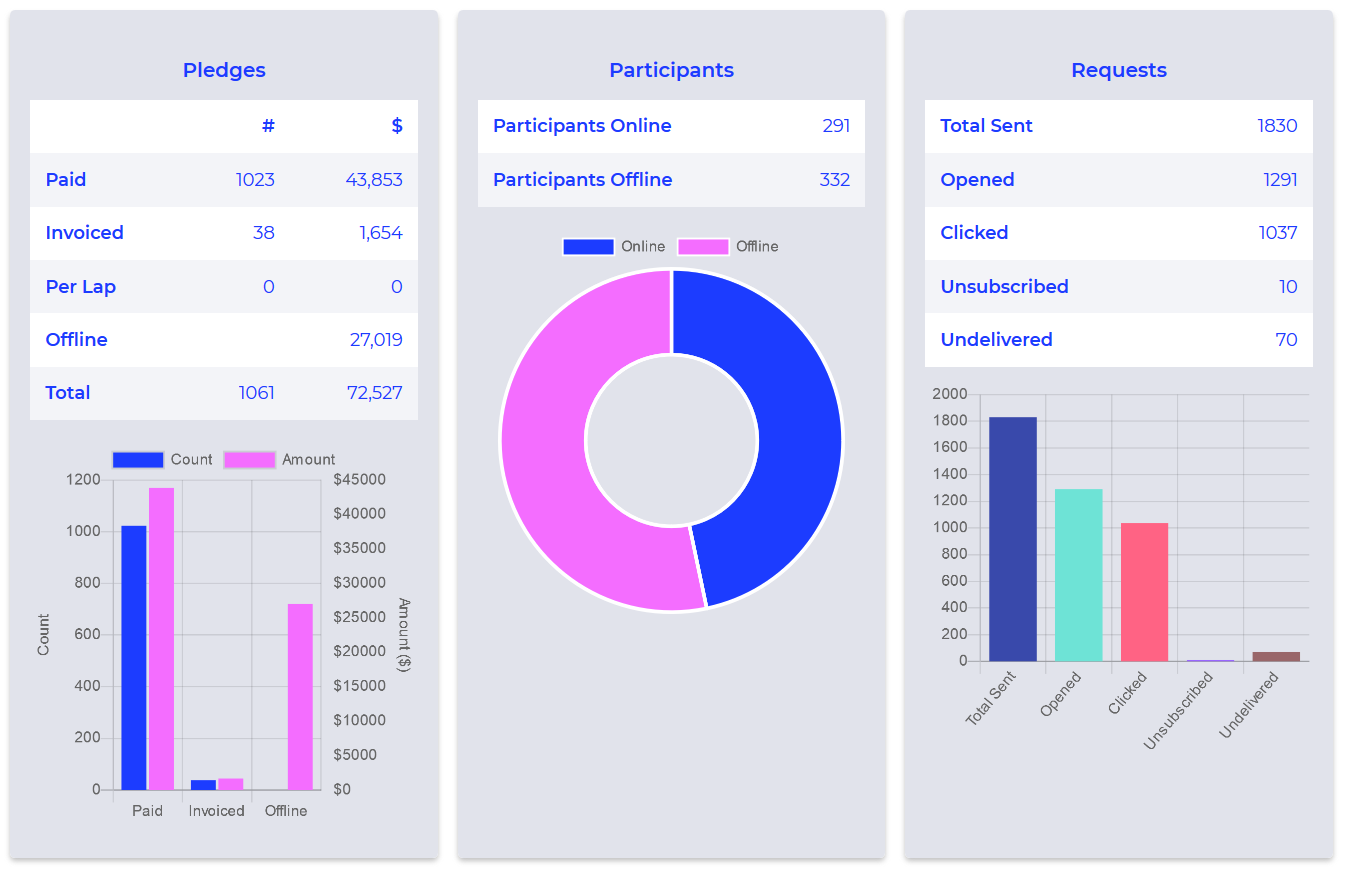 Pledges
# $
Paid 1023 43,853
Invoiced 38 1,654
Per Lap 0 0
Offline 27,019
Total 1061 72,527
Count Amount
1200 $45000
$40000
1000
$35000
800 $30000
$25000
600
$20000
400 $15000
$10000
200
$5000
0 $0
Count
Amount ($)
Paid Invoiced Offline
Participants
Participants Online 291
Participants Offline 332
Online Offline
Requests
Total Sent 1830
Opened 1291
Clicked 1037
Unsubscribed 10
Undelivered 70
2000
1800
1600
1400
1200
1000
800
600
400
200
0
Total Sent
Opened
Clicked
Unsubscribed
Undelivered